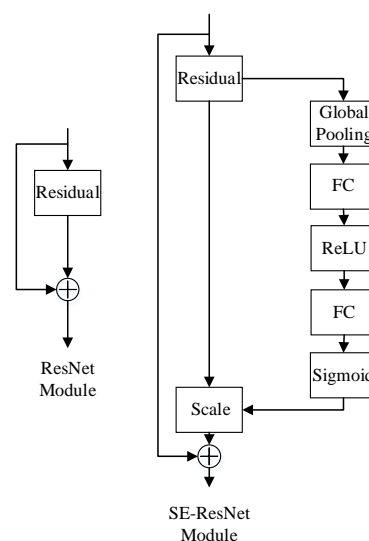 Residual
ResNet
Module
Residual
Global
Pooling
FC
ReLU
FC
Sigmoid
Scale
SE-ResNet
Module